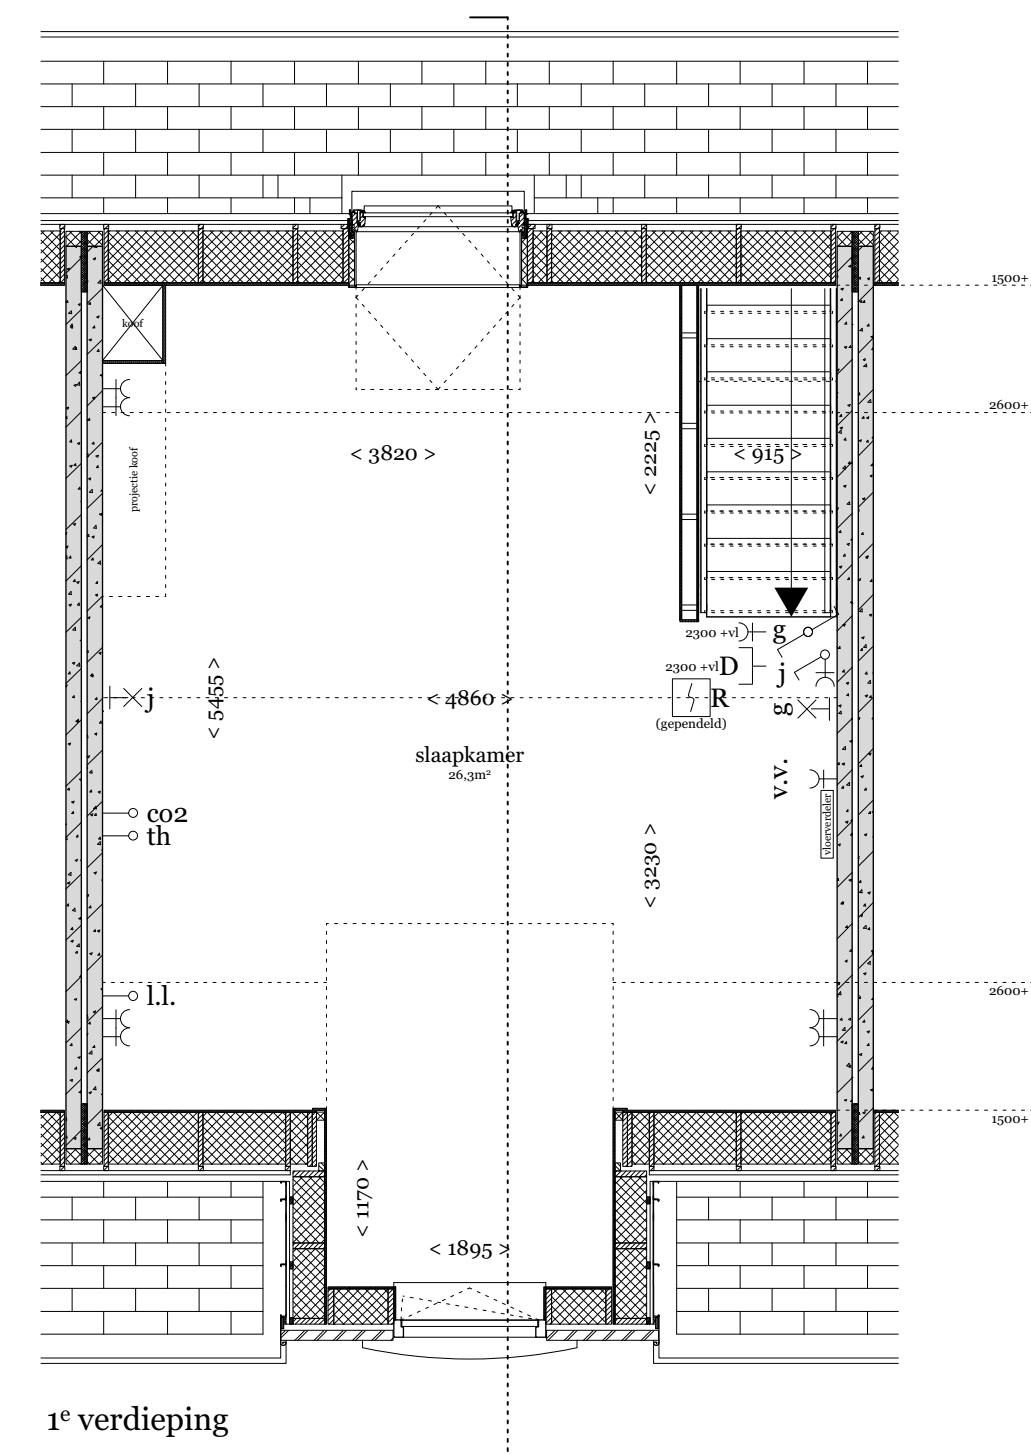 1500+
koof
2600+
projectie koof
< 3820 >
< 2225 >
< 915 >
2300 +vl
g
2300 +vl
D
j
R
g
(gependeld)
j
< 5455 >
< 4860 >
slaapkamer
26,3m²
v.v.
vloerverdeler
co2
th
< 3230 >
l.l.
2600+
1500+
< 1170 >
< 1895 >
1e verdieping